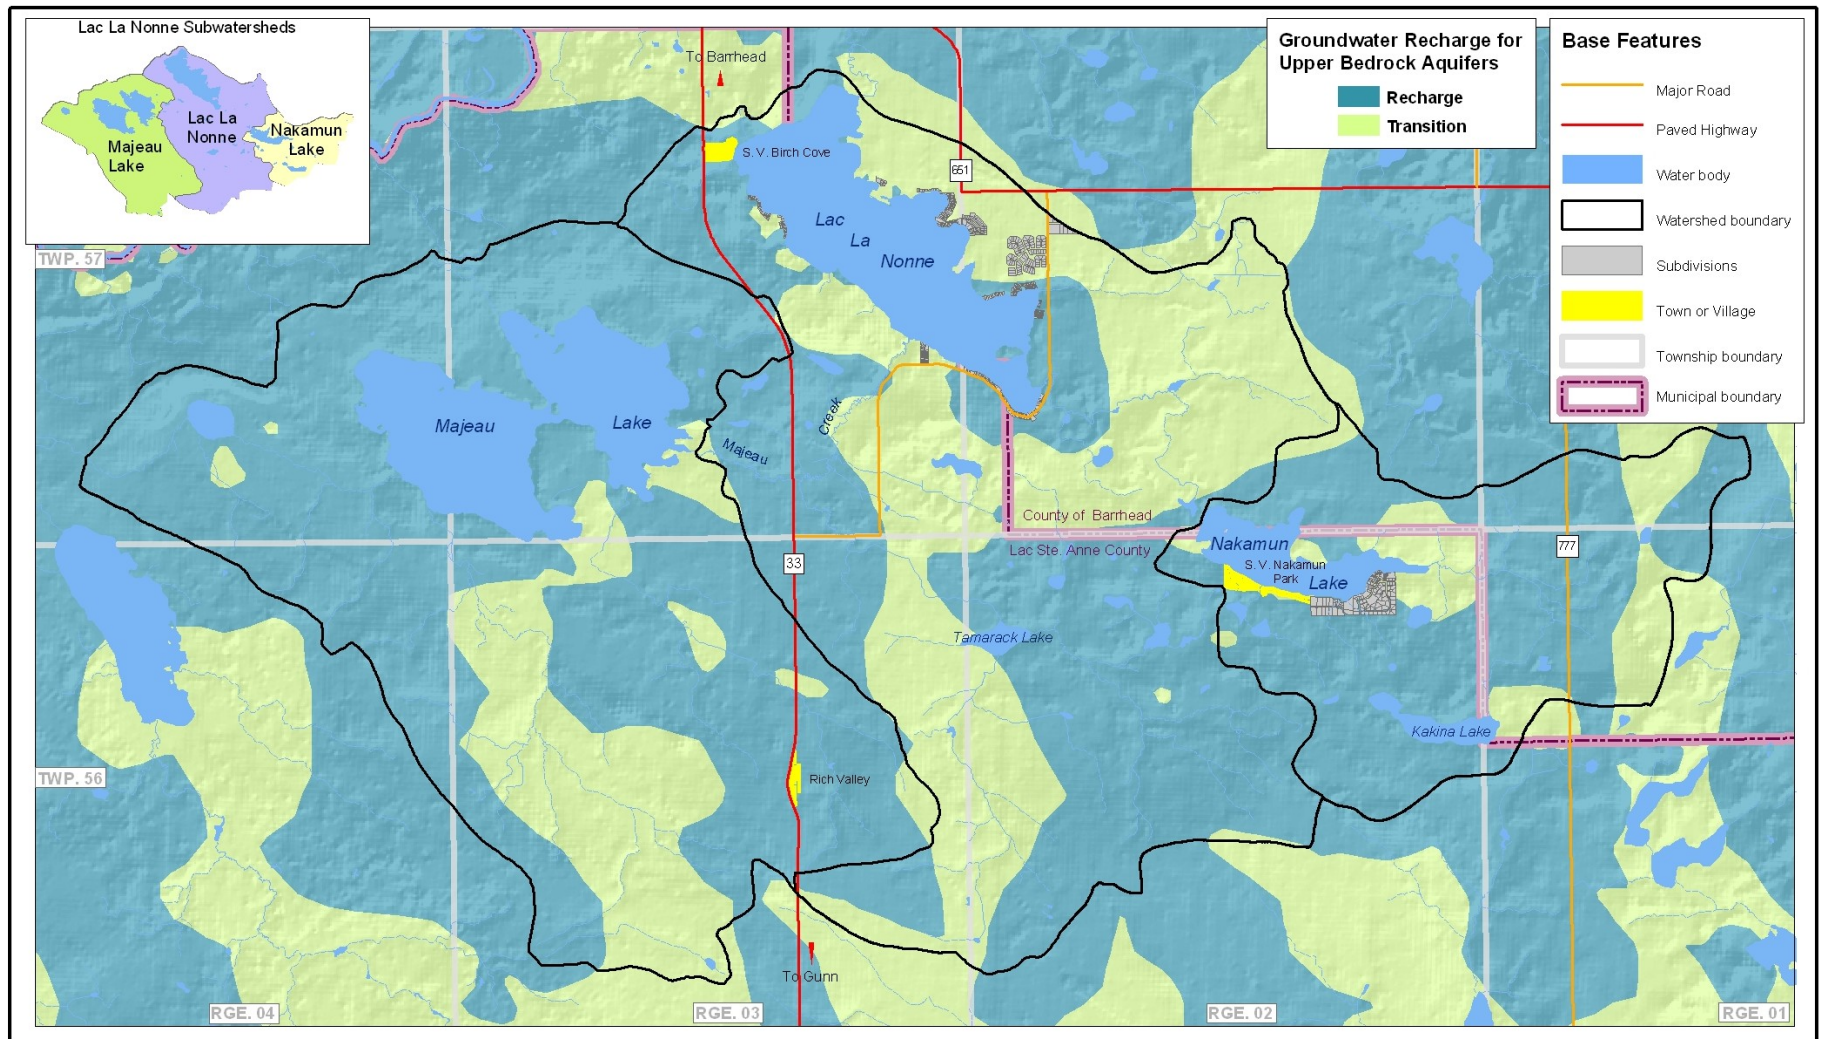 Lac La Nonne Subwatersheds
Lac La
Nonne
Nakamun
Lake
Majeau
Lake
To Barrhead
Groundwater Recharge for
Upper Bedrock Aquifers
Recharge
Transition
Base Features
Major Road
Paved Highway
Water body
Watershed boundary
Subdivisions
Town or Village
Township boundary
Municipal boundary
S. V. Birch Cove
651
Lac
La
Nonne
TWP. 57
Majeau
Lake
Creek
Majeau
County of Barrhead
Lac Ste. Anne County
Nakamun
S. V. Nakamun
Park
Lake
33
777
Tamarack Lake
Kakina Lake
TWP. 56
Rich Valley
To Gunn
RGE. 04
RGE. 03
RGE. 02
RGE. 01